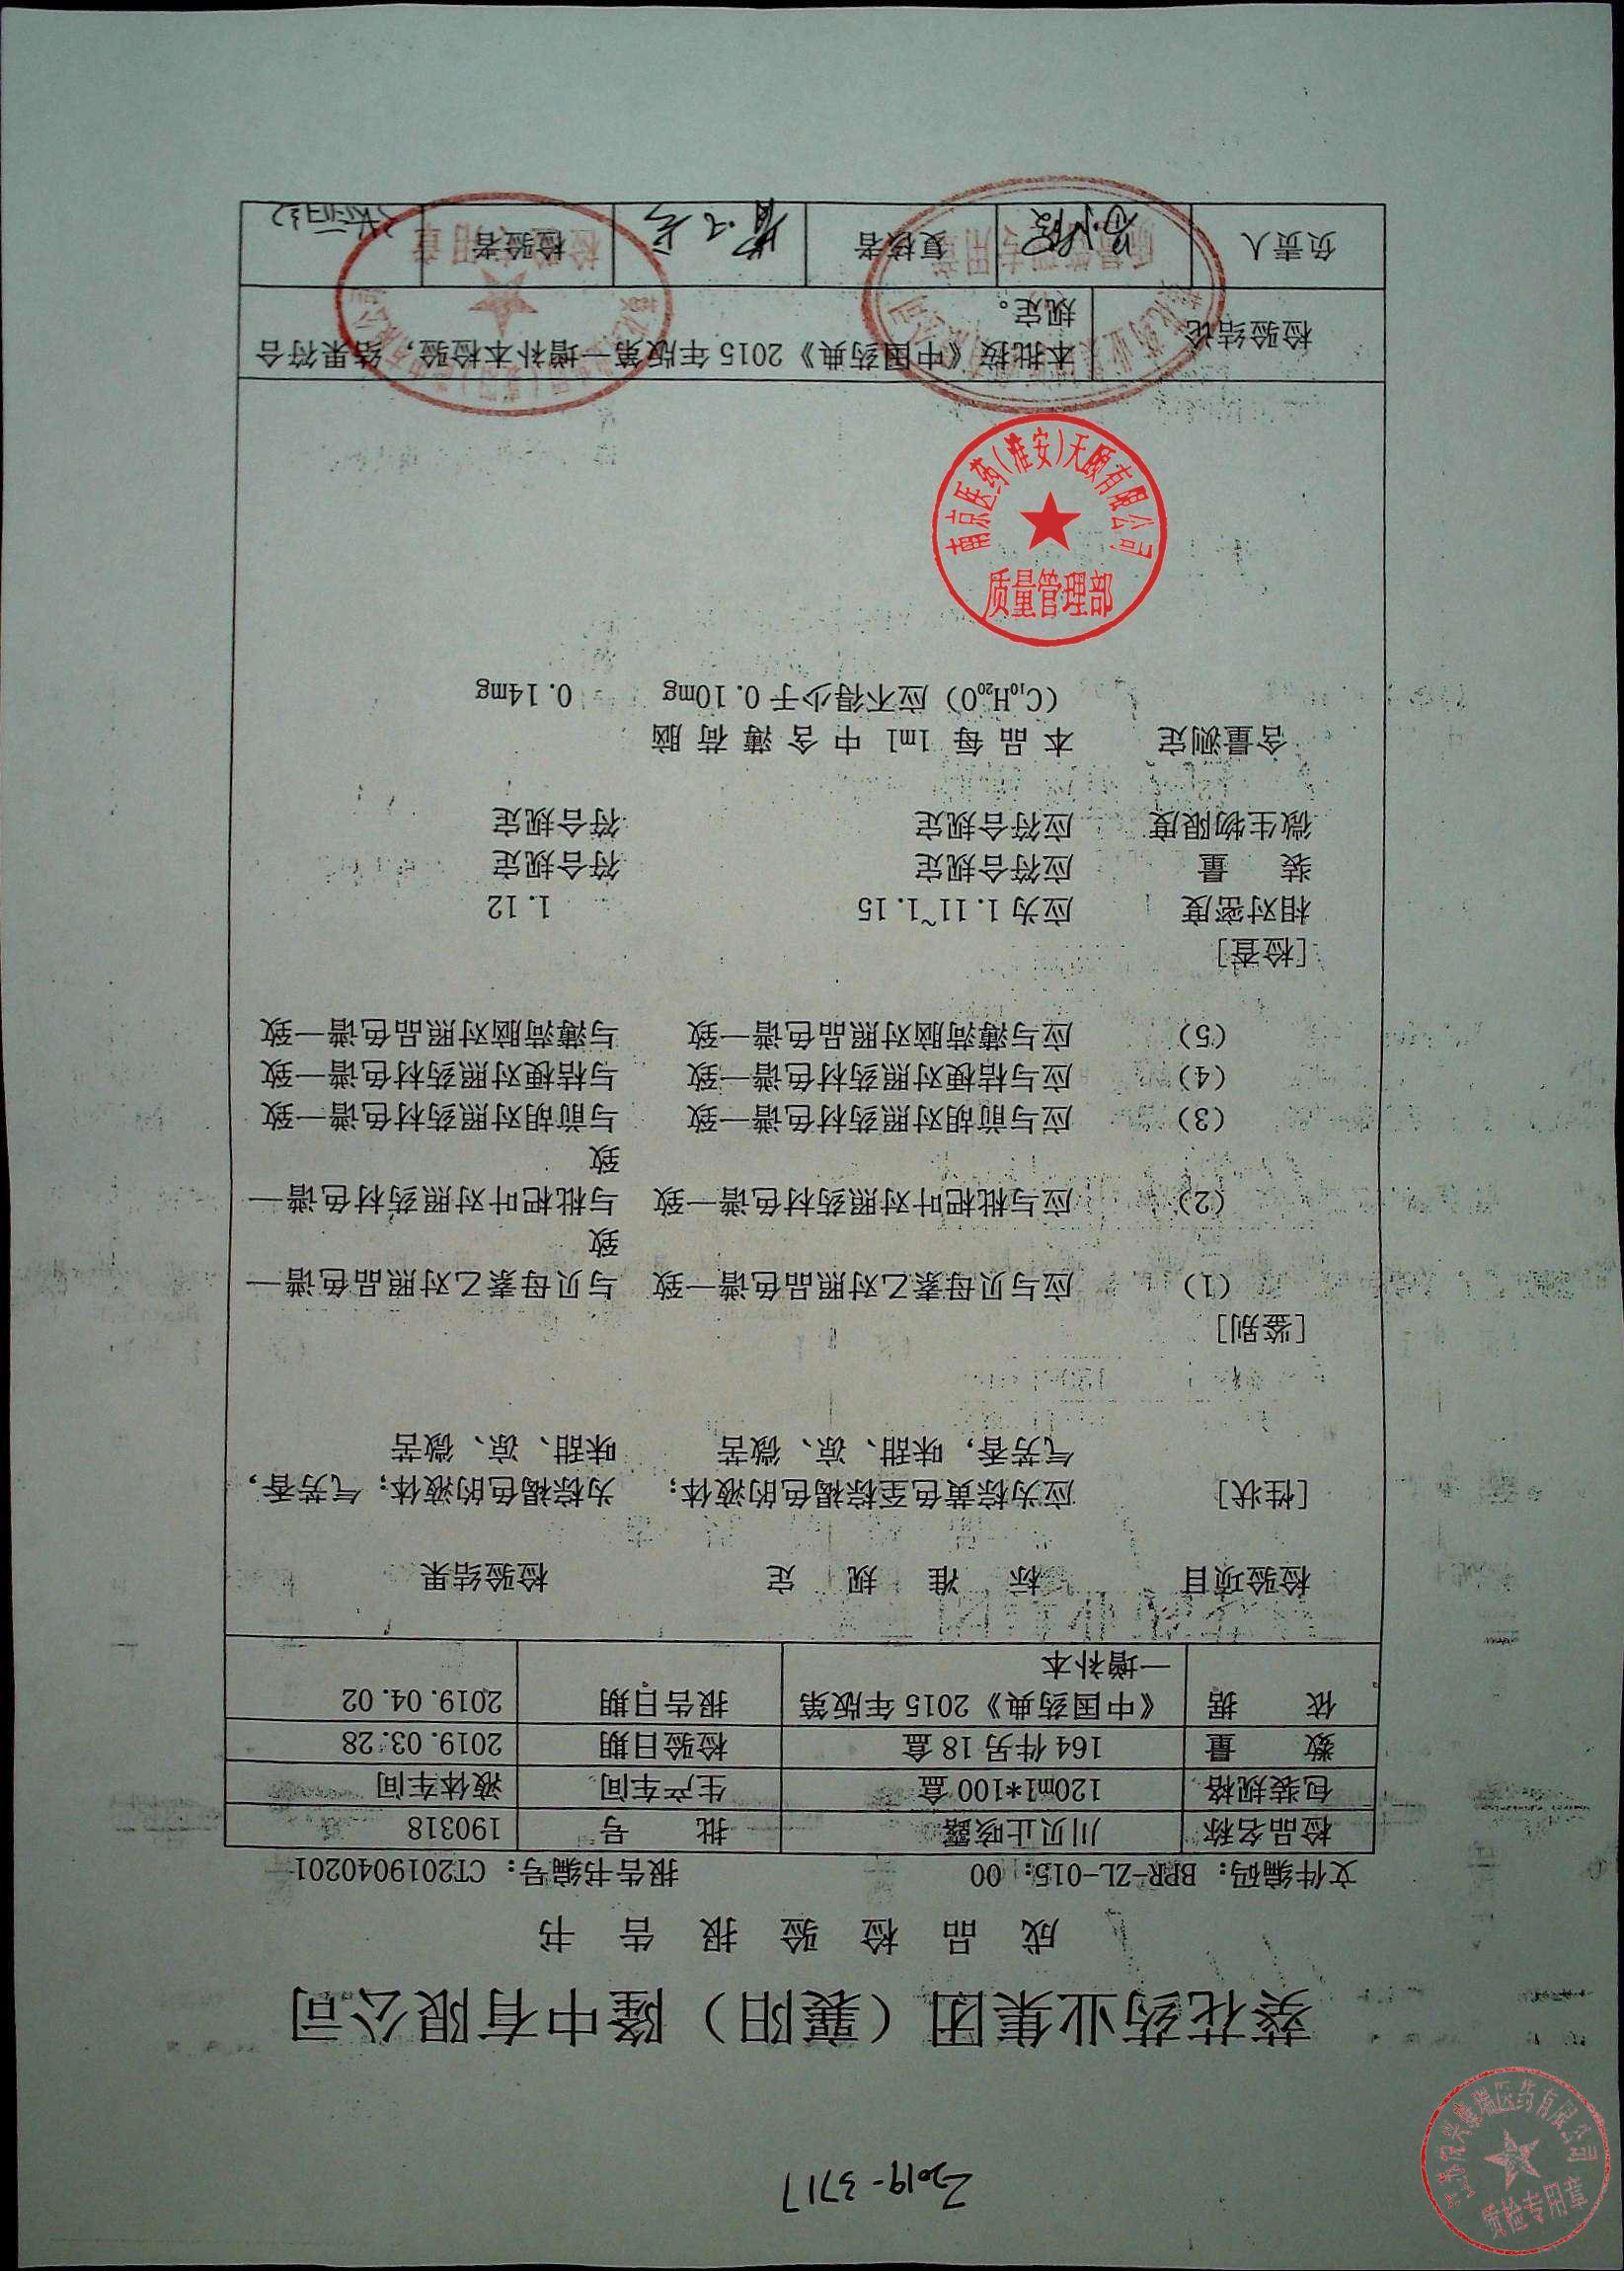 2019-3717
葵花药业集团（襄阳）隆中有限公司
成品检验报告书
文件编码：BPR-ZL-015：00 报告书编号：CT2019040201
检品名称 川贝止咳露 批 号 190318
包装规格 120ml*100盒 生产车间 液体车间
数 量 164件另18盒 检验日期 2019.03.28
依 据 《中国药典》2015年版第 报告日期 2019.04.02
一增补本
检验项目 标 准 规 定 检验结果
[性状] 应为棕黄色至棕褐色的液体； 为棕褐色的液体；气芳香，
气芳香，味甜、凉、微苦 味甜、凉、微苦
[鉴别]
（1） 应与贝母素乙对照品色谱一致 与贝母素乙对照品色谱一
致
（2） 应与枇杷叶对照药材色谱一致 与枇杷叶对照药材色谱一
致
（3） 应与前胡对照药材色谱一致 与前胡对照药材色谱一致
（4） 应与桔梗对照药材色谱一致 与桔梗对照药材色谱一致
（5） 应与薄荷脑对照品色谱一致 与薄荷脑对照品色谱一致
[检查]
相对密度 应为1.11~1.15 1.12
装 量 应符合规定 符合规定
微生物限度 应符合规定 符合规定
含量测定 本品每1ml中含薄荷脑
（C₁₀H₂₀O）应不得少于0.10mg 0.14mg
检验结论 本批按《中国药典》2015年版第一增补本检验，结果符合
规定。
负责人 复核者 检验者
南京医药（淮安）天颐有限公司
质量管理部
医药有限公司
质检专用章